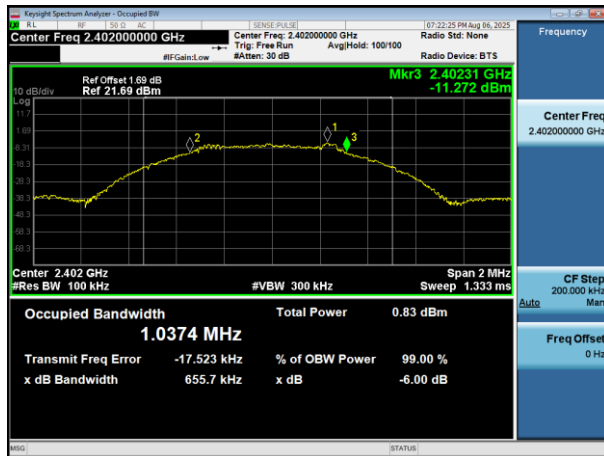 Keysight Spectrum Analyzer - Occupied BW
RL RF 50 Ω AC SENSE:PULSE 07:22:25 PM Aug 06, 2025
Center Freq 2.402000000 GHz
Center Freq: 2.402000000 GHz
Radio Std: None
Trig: Free Run Avg|Hold: 100/100
#IFGain:Low
#Atten: 30 dB
Radio Device: BTS
Ref Offset 1.69 dB
10 dB/div Ref 21.69 dBm
Mkr3 2.40231 GHz
-11.272 dBm
Log
11.7
1.69
-8.31
-18.3
-28.3
-38.3
-48.3
-58.3
-68.3
2
1
3
Center 2.402 GHz Span 2 MHz
#Res BW 100 kHz #VBW 300 kHz Sweep 1.333 ms
Occupied Bandwidth Total Power 0.83 dBm
1.0374 MHz
Transmit Freq Error -17.523 kHz % of OBW Power 99.00 %
x dB Bandwidth 655.7 kHz x dB -6.00 dB
Frequency
Center Freq
2.402000000 GHz
CF Step
200.000 kHz
Auto Man
Freq Offset
0 Hz
MSG STATUS